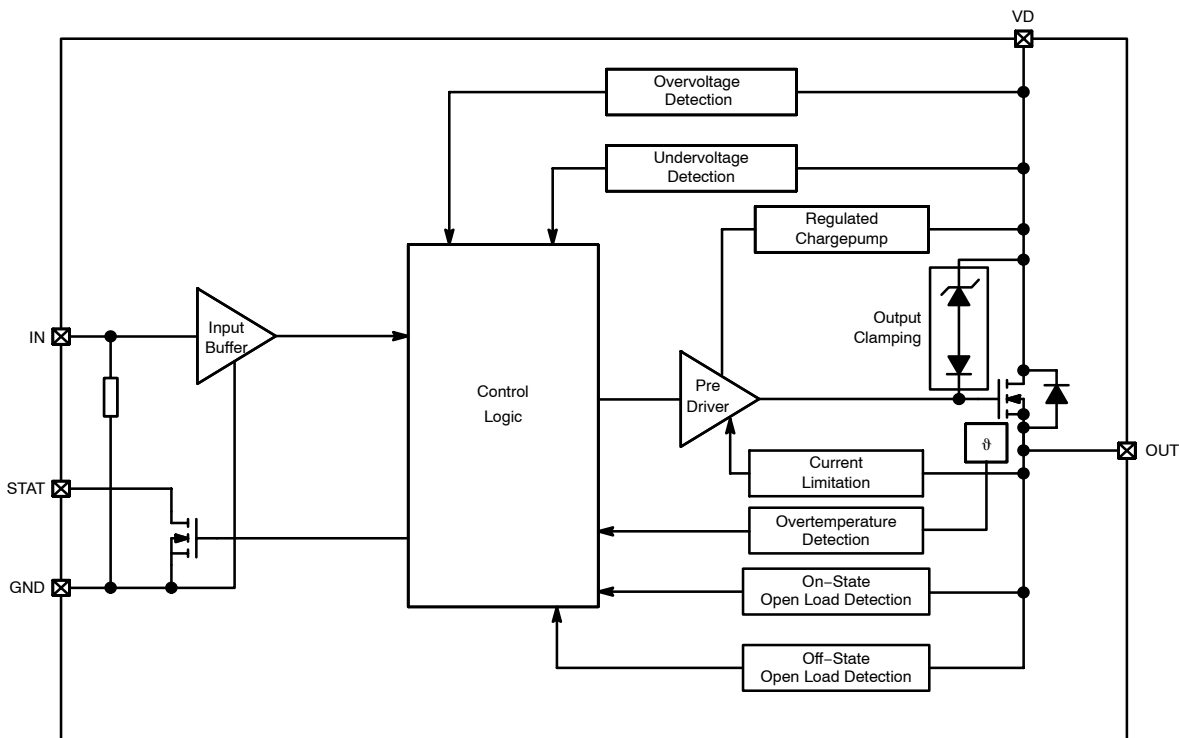 VD
Overvoltage
Detection
Undervoltage
Detection
Regulated
Chargepump
Output
Clamping
IN
Input
Buffer
Control
Logic
Pre
Driver
ϑ
OUT
Current
Limitation
STAT
Overtemperature
Detection
GND
On−State
Open Load Detection
Off−State
Open Load Detection